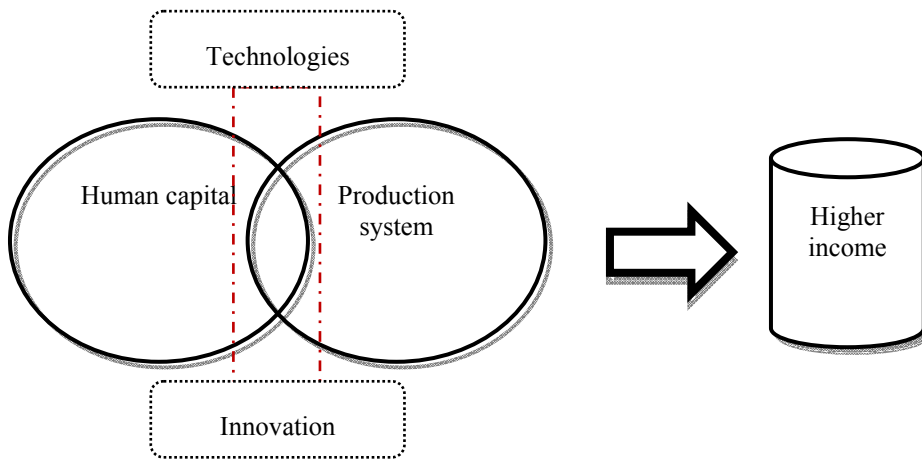 Technologies
Human capital
Production
system
Higher
income
Innovation